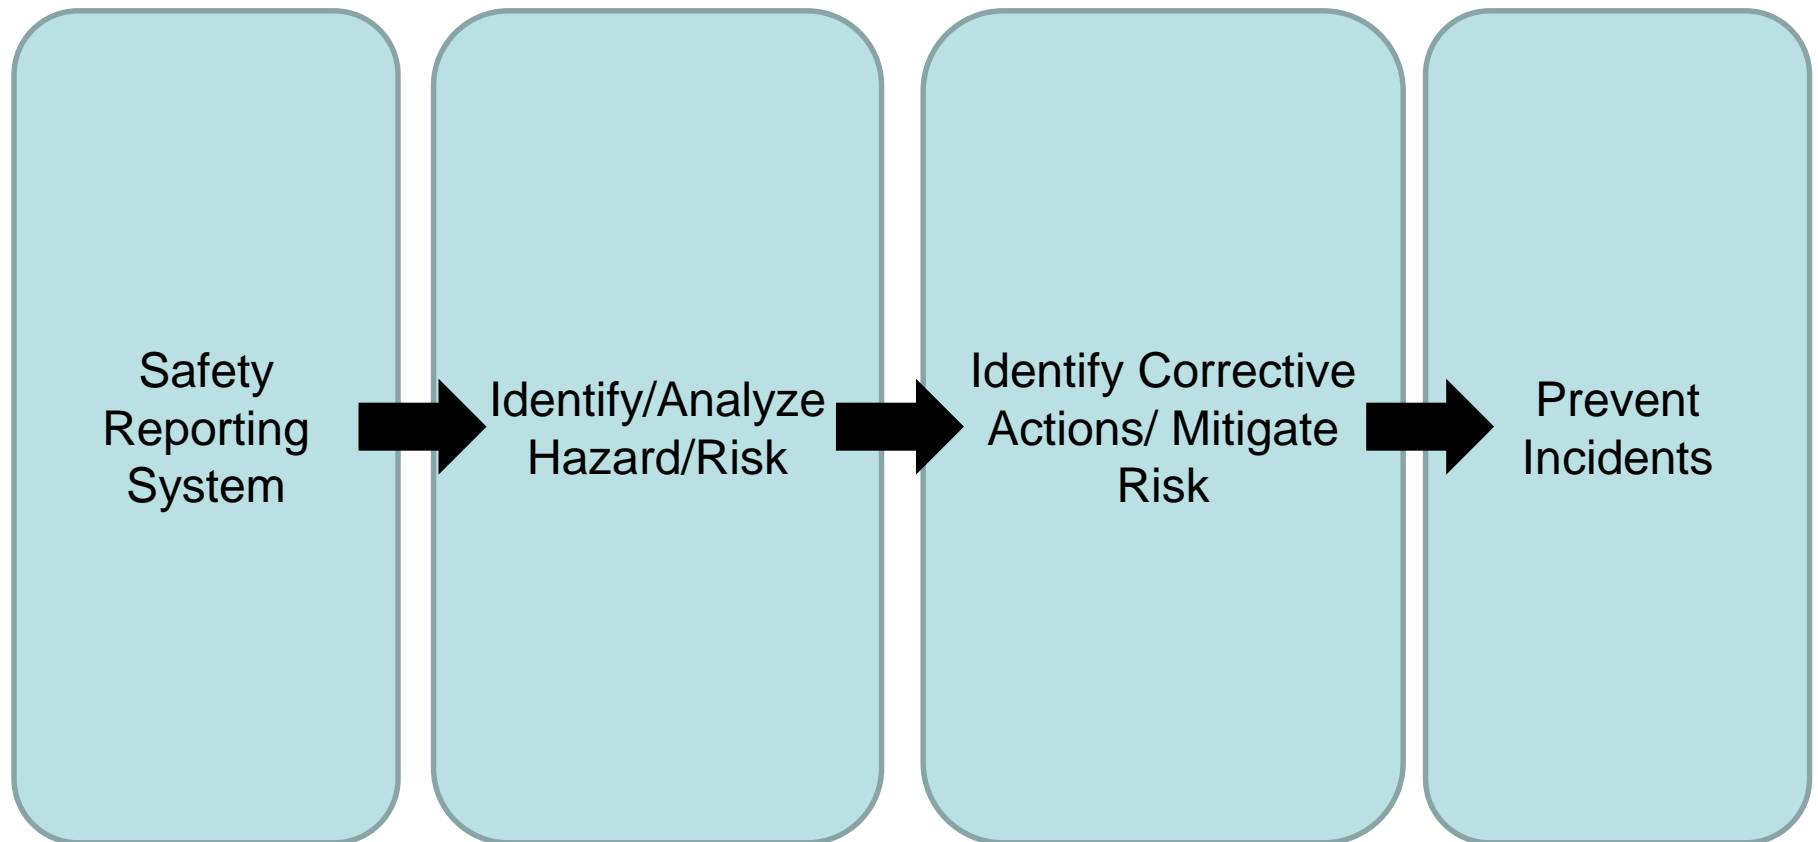 Safety
Reporting
System
Identify/Analyze
Hazard/Risk
Identify Corrective
Actions/ Mitigate
Risk
Prevent
Incidents